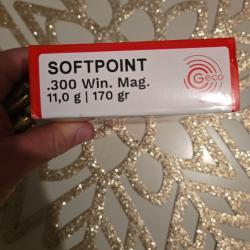 SOFTPOINT
Geco
.300 Win. Mag.
11,0 g | 170 gr